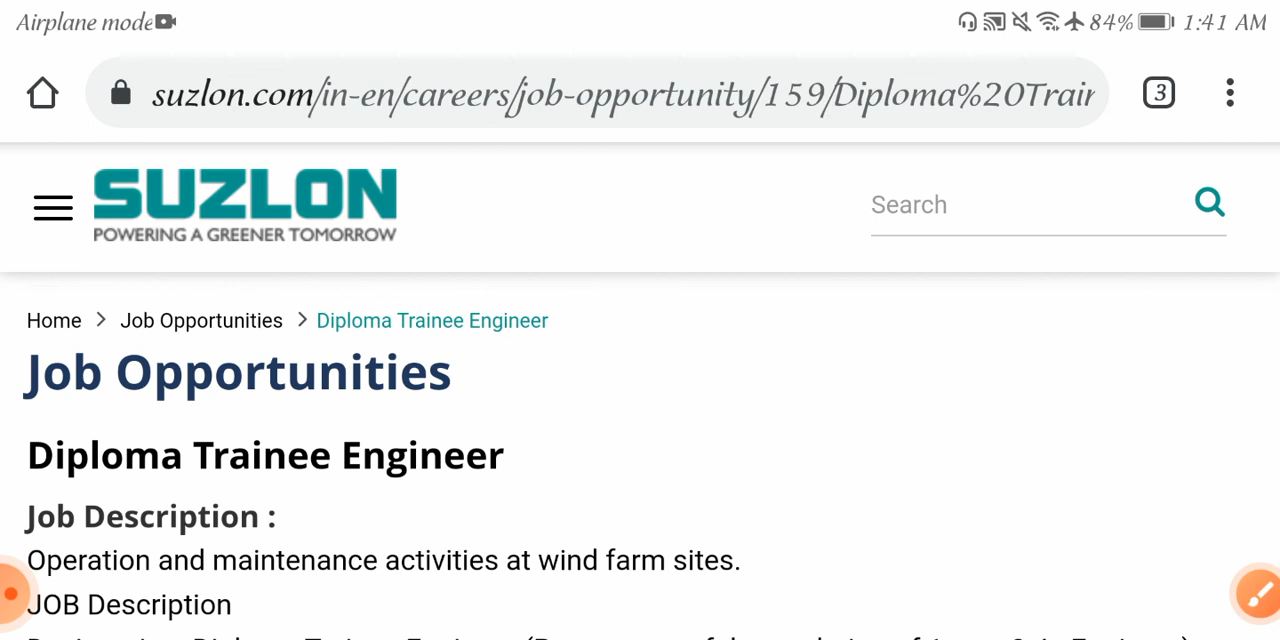 Airplane mode 84% 1:41 AM
suzlon.com/in-en/careers/job-opportunity/159/Diploma%20Train 3
SUZLON
POWERING A GREENER TOMORROW
Search
Home > Job Opportunities > Diploma Trainee Engineer
Job Opportunities
Diploma Trainee Engineer
Job Description :
Operation and maintenance activities at wind farm sites.
JOB Description